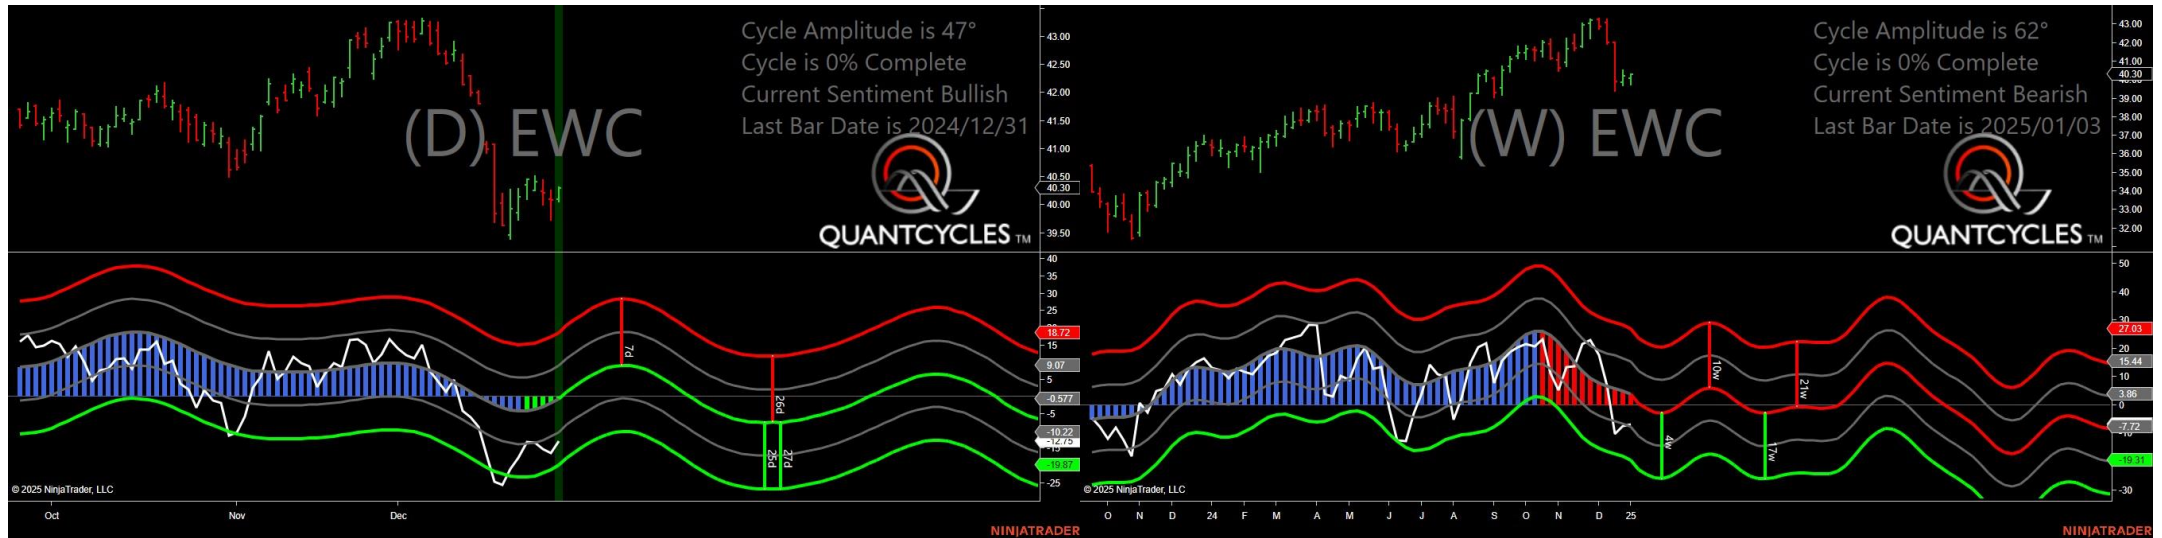 Cycle Amplitude is 47°
Cycle is 0% Complete
Current Sentiment Bullish
Last Bar Date is 2024/12/31
(D) EWC
QUANTCYCLES TM
43.00
42.50
42.00
41.50
41.00
40.50
40.30
40.00
39.50
40
35
30
25
18.72
15
9.07
5
-0.577
-5
-10.22
-12.75
-19.87
-25
7d
26d
25d
27d
© 2025 NinjaTrader, LLC
Oct Nov Dec
NINJATRADER
Cycle Amplitude is 62°
Cycle is 0% Complete
Current Sentiment Bearish
Last Bar Date is 2025/01/03
(W) EWC
QUANTCYCLES TM
43.00
42.00
41.00
40.30
39.00
38.00
37.00
36.00
35.00
34.00
33.00
32.00
50
40
30
27.03
20
15.44
10
3.86
0
-7.72
-19.31
-30
10w
21w
4w
17w
© 2025 NinjaTrader, LLC
O N D 24 F M A M J J A S O N D 25
NINJATRADER